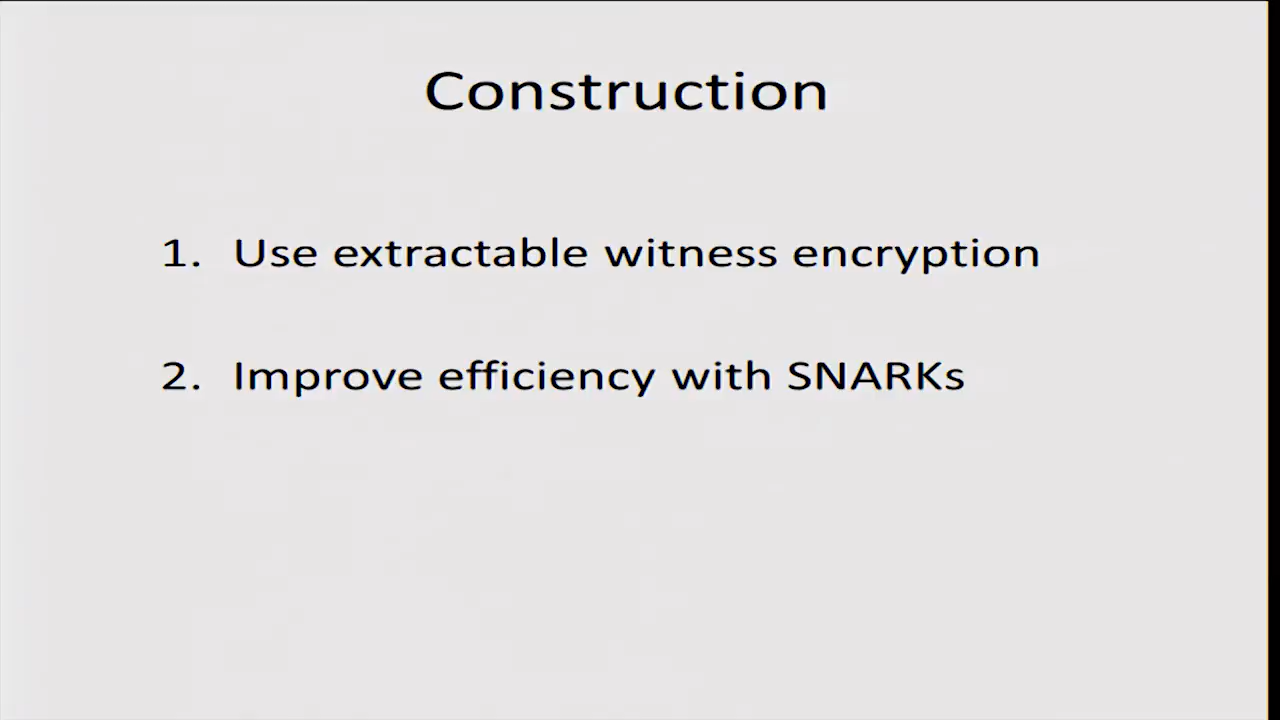 Construction
1. Use extractable witness encryption
2. Improve efficiency with SNARKs